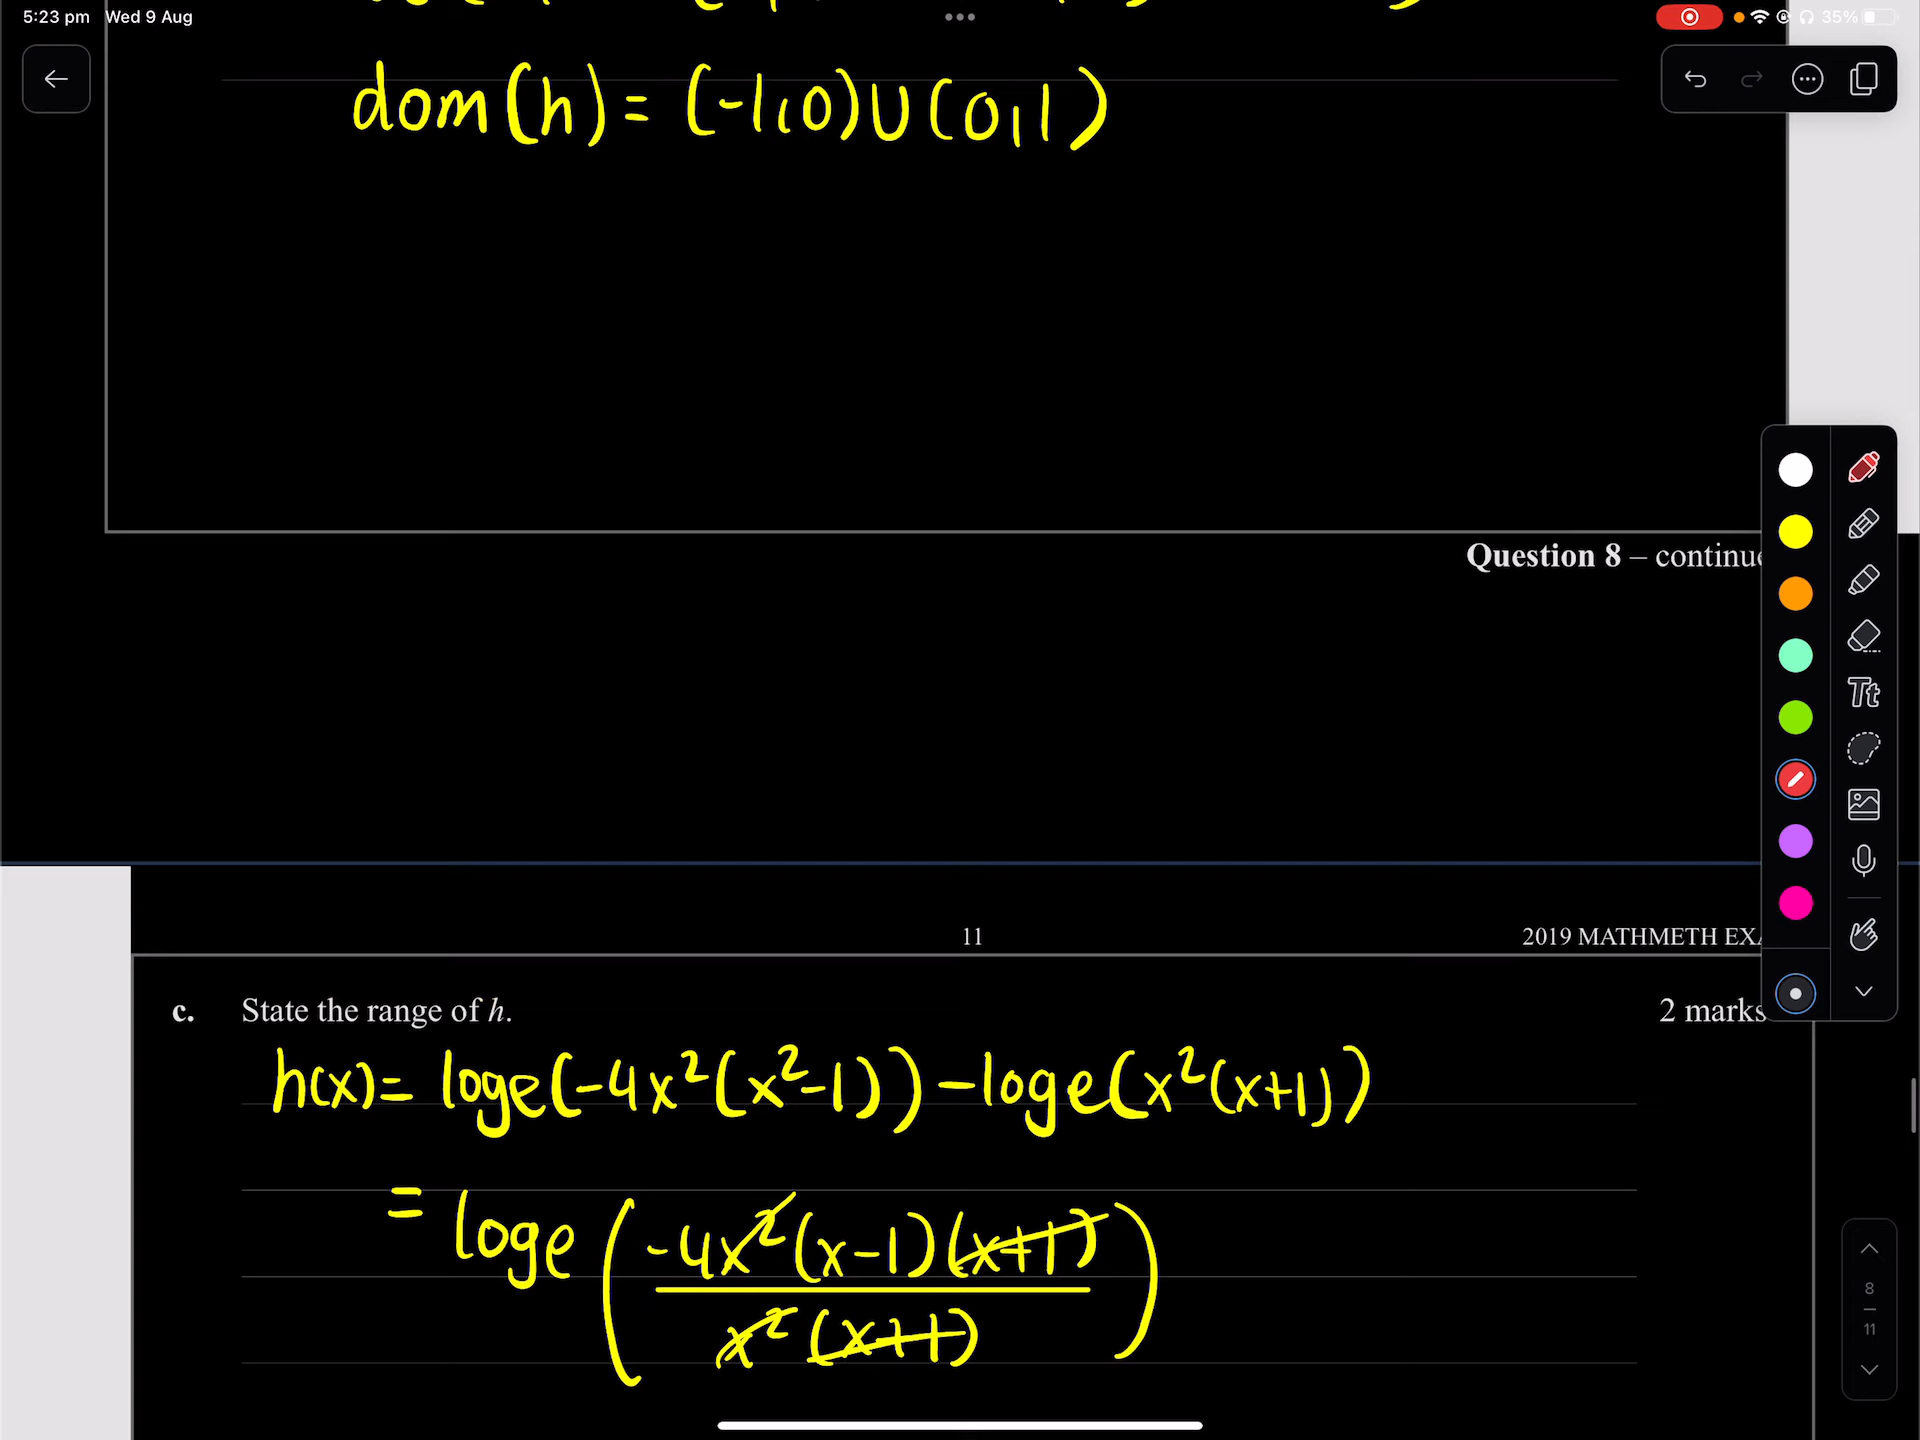 5:23 pm Wed 9 Aug 35%
dom(h) = (-1,0)∪(0,1)
Question 8 – continue
11 2019 MATHMETH EX
c. State the range of h. 2 marks
h(x) = loge(-4x²(x²-1)) - loge(x²(x+1))
= loge (-4x²(x-1)(x+1) / x²(x+1))
Tt
8
11